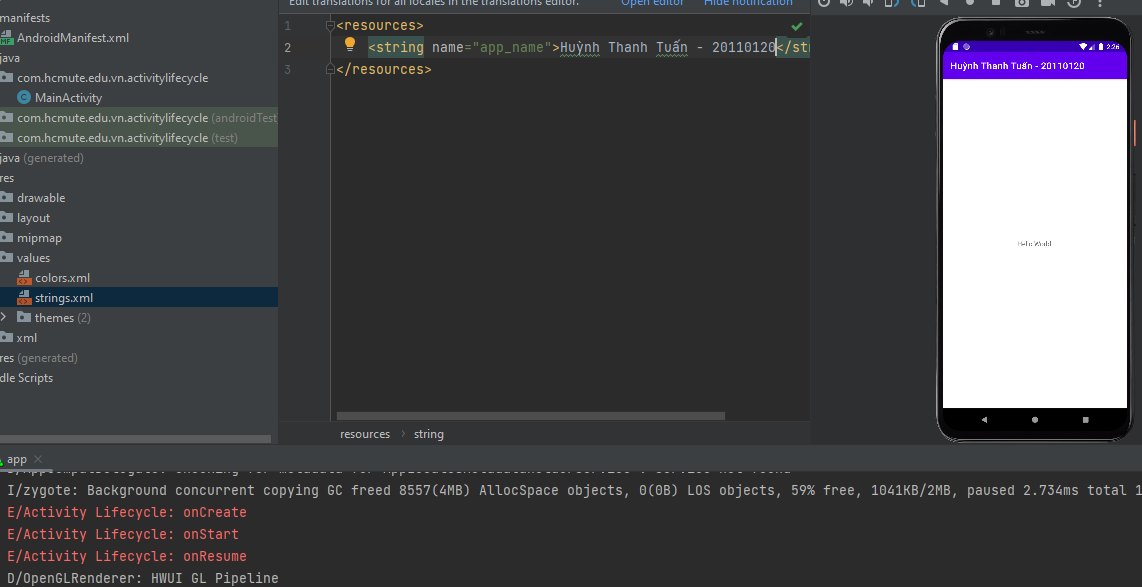 manifests
AndroidManifest.xml
java
com.hcmute.edu.vn.activitylifecycle
MainActivity
com.hcmute.edu.vn.activitylifecycle (androidTest
com.hcmute.edu.vn.activitylifecycle (test)
java (generated)
res
drawable
layout
mipmap
values
colors.xml
strings.xml
themes (2)
xml
res (generated)
dle Scripts
Edit translations for all locales in the translations editor. Open editor Hide notification
1 <resources>
2 <string name="app_name">Huỳnh Thanh Tuấn - 20110120</str
3 </resources>
resources > string
2:26
Huỳnh Thanh Tuấn - 20110120
Hello World
app
I/zygote: Background concurrent copying GC freed 8557(4MB) AllocSpace objects, 0(0B) LOS objects, 59% free, 1041KB/2MB, paused 2.734ms total 1
E/Activity Lifecycle: onCreate
E/Activity Lifecycle: onStart
E/Activity Lifecycle: onResume
D/OpenGLRenderer: HWUI GL Pipeline